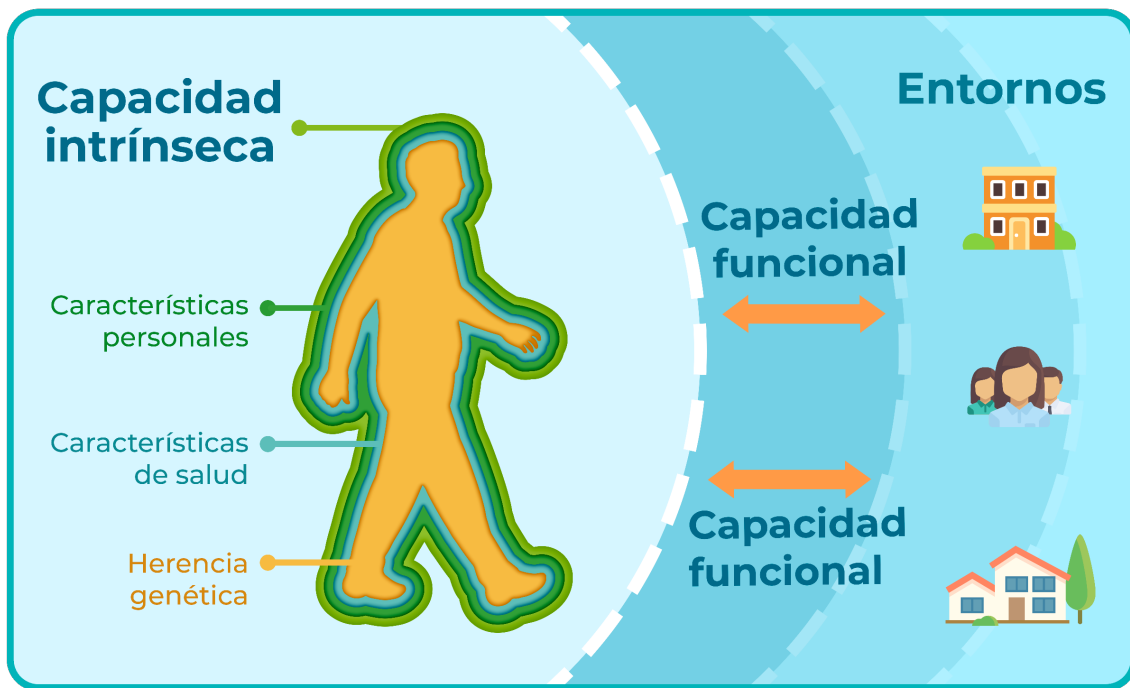 Capacidad
intrínseca
Características
personales
Características
de salud
Herencia
genética
Capacidad
funcional
Capacidad
funcional
Entornos